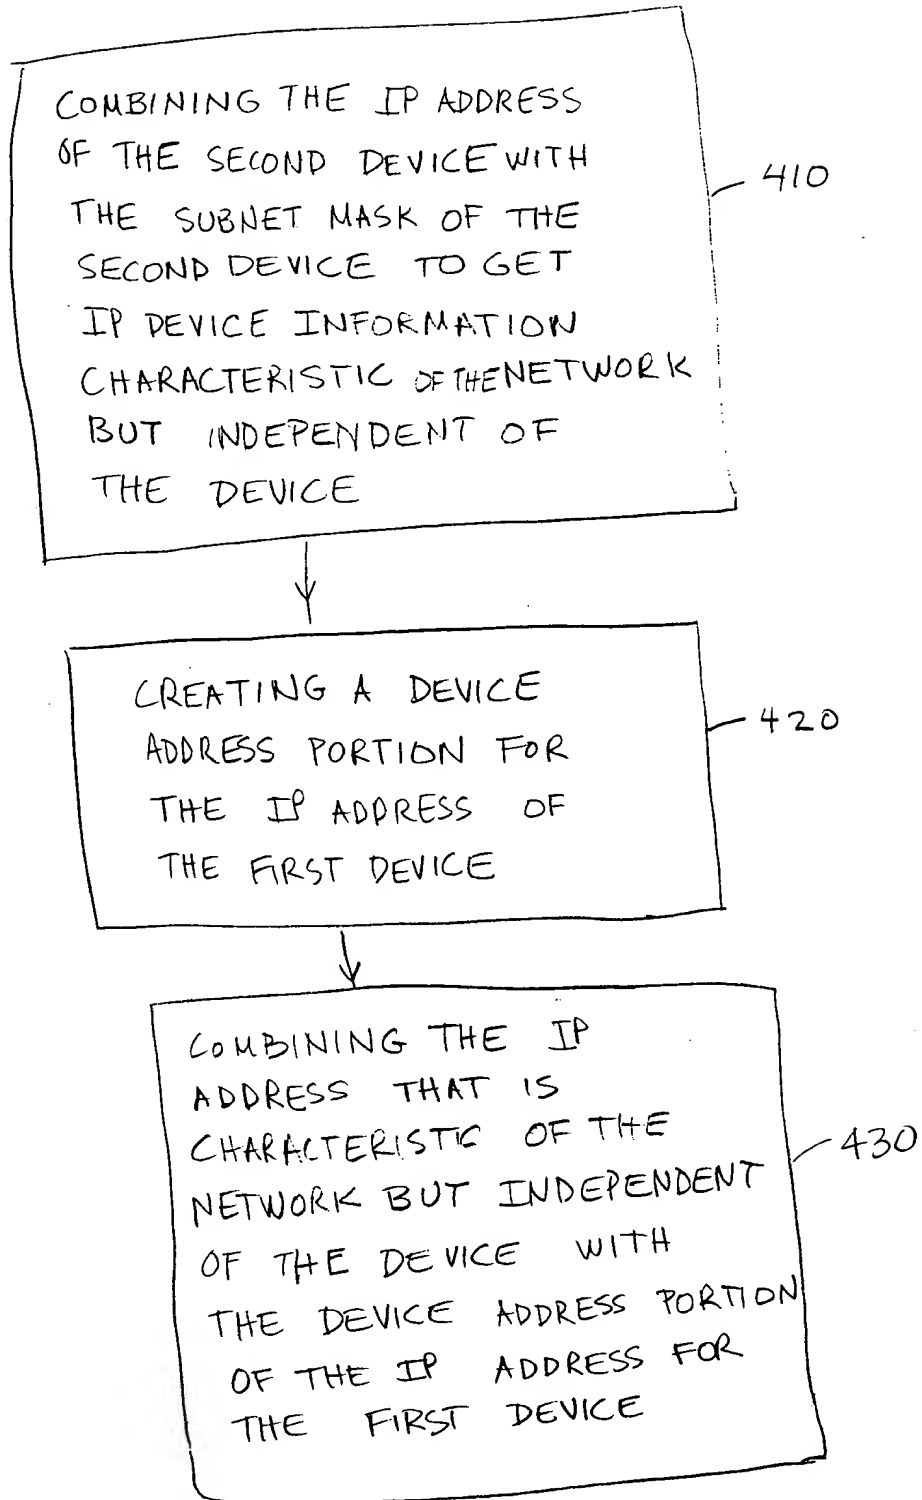 COMBINING THE IP ADDRESS
OF THE SECOND DEVICE WITH
THE SUBNET MASK OF THE
SECOND DEVICE TO GET
IP DEVICE INFORMATION
CHARACTERISTIC OF THE NETWORK
BUT INDEPENDENT OF
THE DEVICE
410
CREATING A DEVICE
ADDRESS PORTION FOR
THE IP ADDRESS OF
THE FIRST DEVICE
420
COMBINING THE IP
ADDRESS THAT IS
CHARACTERISTIC OF THE
NETWORK BUT INDEPENDENT
OF THE DEVICE WITH
THE DEVICE ADDRESS PORTION
OF THE IP ADDRESS FOR
THE FIRST DEVICE
430